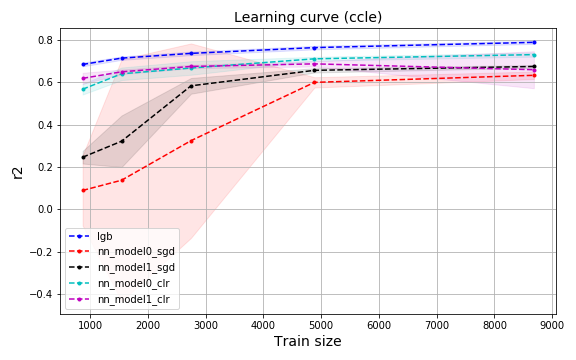 Learning curve (ccle)
r2
0.8
0.6
0.4
0.2
0.0
−0.2
−0.4
lgb
nn_model0_sgd
nn_model1_sgd
nn_model0_clr
nn_model1_clr
1000 2000 3000 4000 5000 6000 7000 8000 9000
Train size